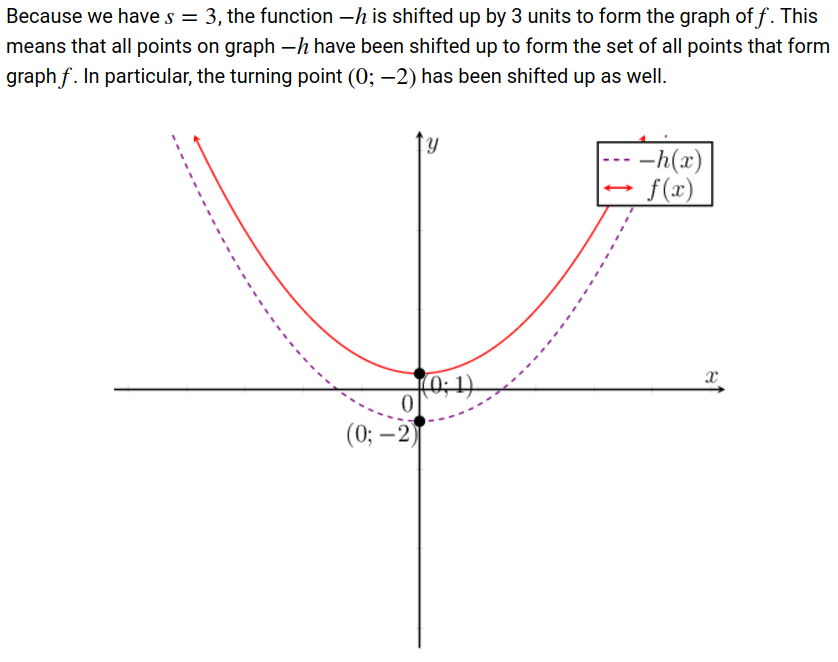 Because we have s = 3, the function −h is shifted up by 3 units to form the graph of f. This
means that all points on graph −h have been shifted up to form the set of all points that form
graph f. In particular, the turning point (0; −2) has been shifted up as well.
y
−h(x)
f(x)
x
(0; 1)
0
(0; −2)